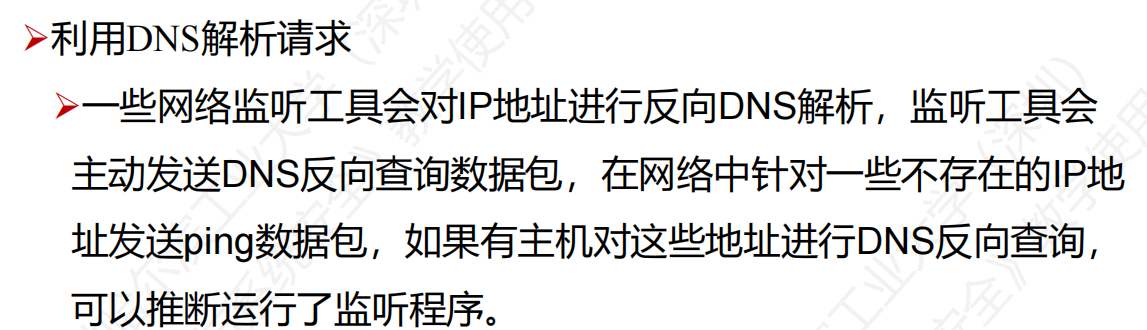 ➢利用DNS解析请求
➢一些网络监听工具会对IP地址进行反向DNS解析，监听工具会
主动发送DNS反向查询数据包，在网络中针对一些不存在的IP地
址发送ping数据包，如果有主机对这些地址进行DNS反向查询，
可以推断运行了监听程序。